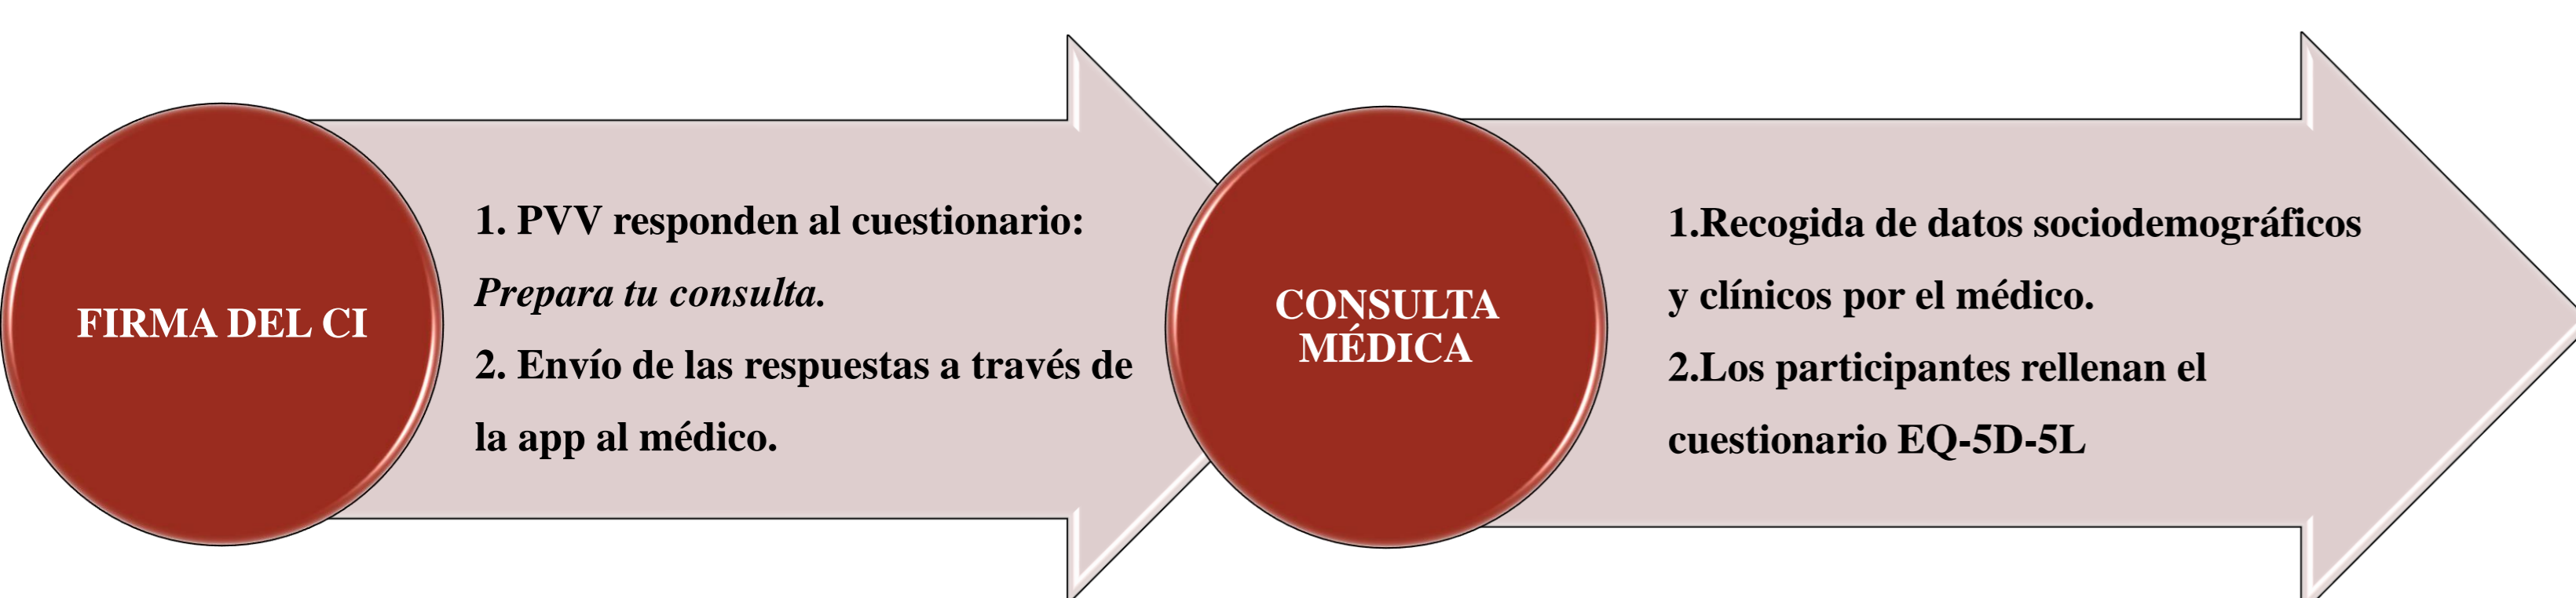 FIRMA DEL CI
1. PVV responden al cuestionario:
Prepara tu consulta.
2. Envío de las respuestas a través de
la app al médico.
CONSULTA
MÉDICA
1.Recogida de datos sociodemográficos
y clínicos por el médico.
2.Los participantes rellenan el
cuestionario EQ-5D-5L